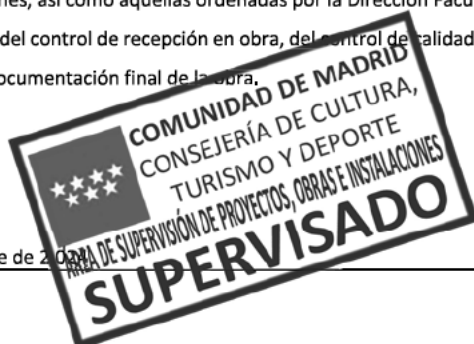 nes, así como aquellas ordenadas por la Dirección Facu
del control de recepción en obra, del control de calidad
ocumentación final de la obra.
COMUNIDAD DE MADRID
CONSEJERÍA DE CULTURA,
TURISMO Y DEPORTE
ÁREA DE SUPERVISIÓN DE PROYECTOS, OBRAS E INSTALACIONES
SUPERVISADO
e de 2.024